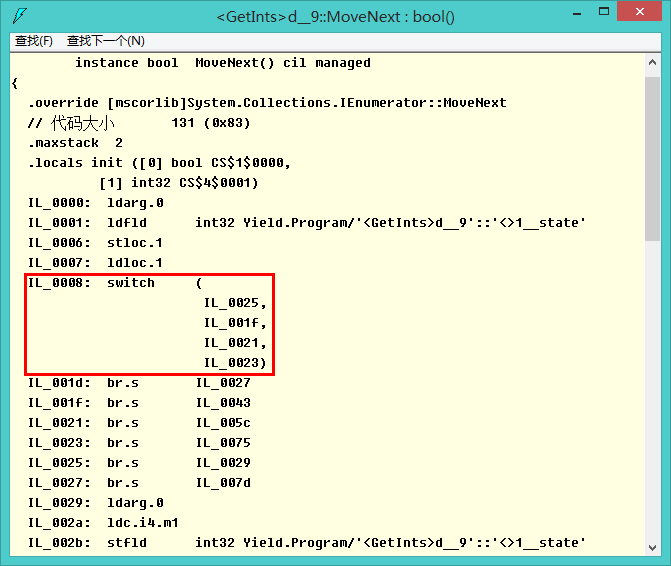 <GetInts>d__9::MoveNext : bool()
查找(F) 查找下一个(N)
instance bool  MoveNext() cil managed
{
  .override [mscorlib]System.Collections.IEnumerator::MoveNext
  // 代码大小       131 (0x83)
  .maxstack  2
  .locals init ([0] bool CS$1$0000,
           [1] int32 CS$4$0001)
  IL_0000:  ldarg.0
  IL_0001:  ldfld      int32 Yield.Program/'<GetInts>d__9'::'<>1__state'
  IL_0006:  stloc.1
  IL_0007:  ldloc.1
  IL_0008:  switch     (
                        IL_0025,
                        IL_001f,
                        IL_0021,
                        IL_0023)
  IL_001d:  br.s       IL_0027
  IL_001f:  br.s       IL_0043
  IL_0021:  br.s       IL_005c
  IL_0023:  br.s       IL_0075
  IL_0025:  br.s       IL_0029
  IL_0027:  br.s       IL_007d
  IL_0029:  ldarg.0
  IL_002a:  ldc.i4.m1
  IL_002b:  stfld      int32 Yield.Program/'<GetInts>d__9'::'<>1__state'